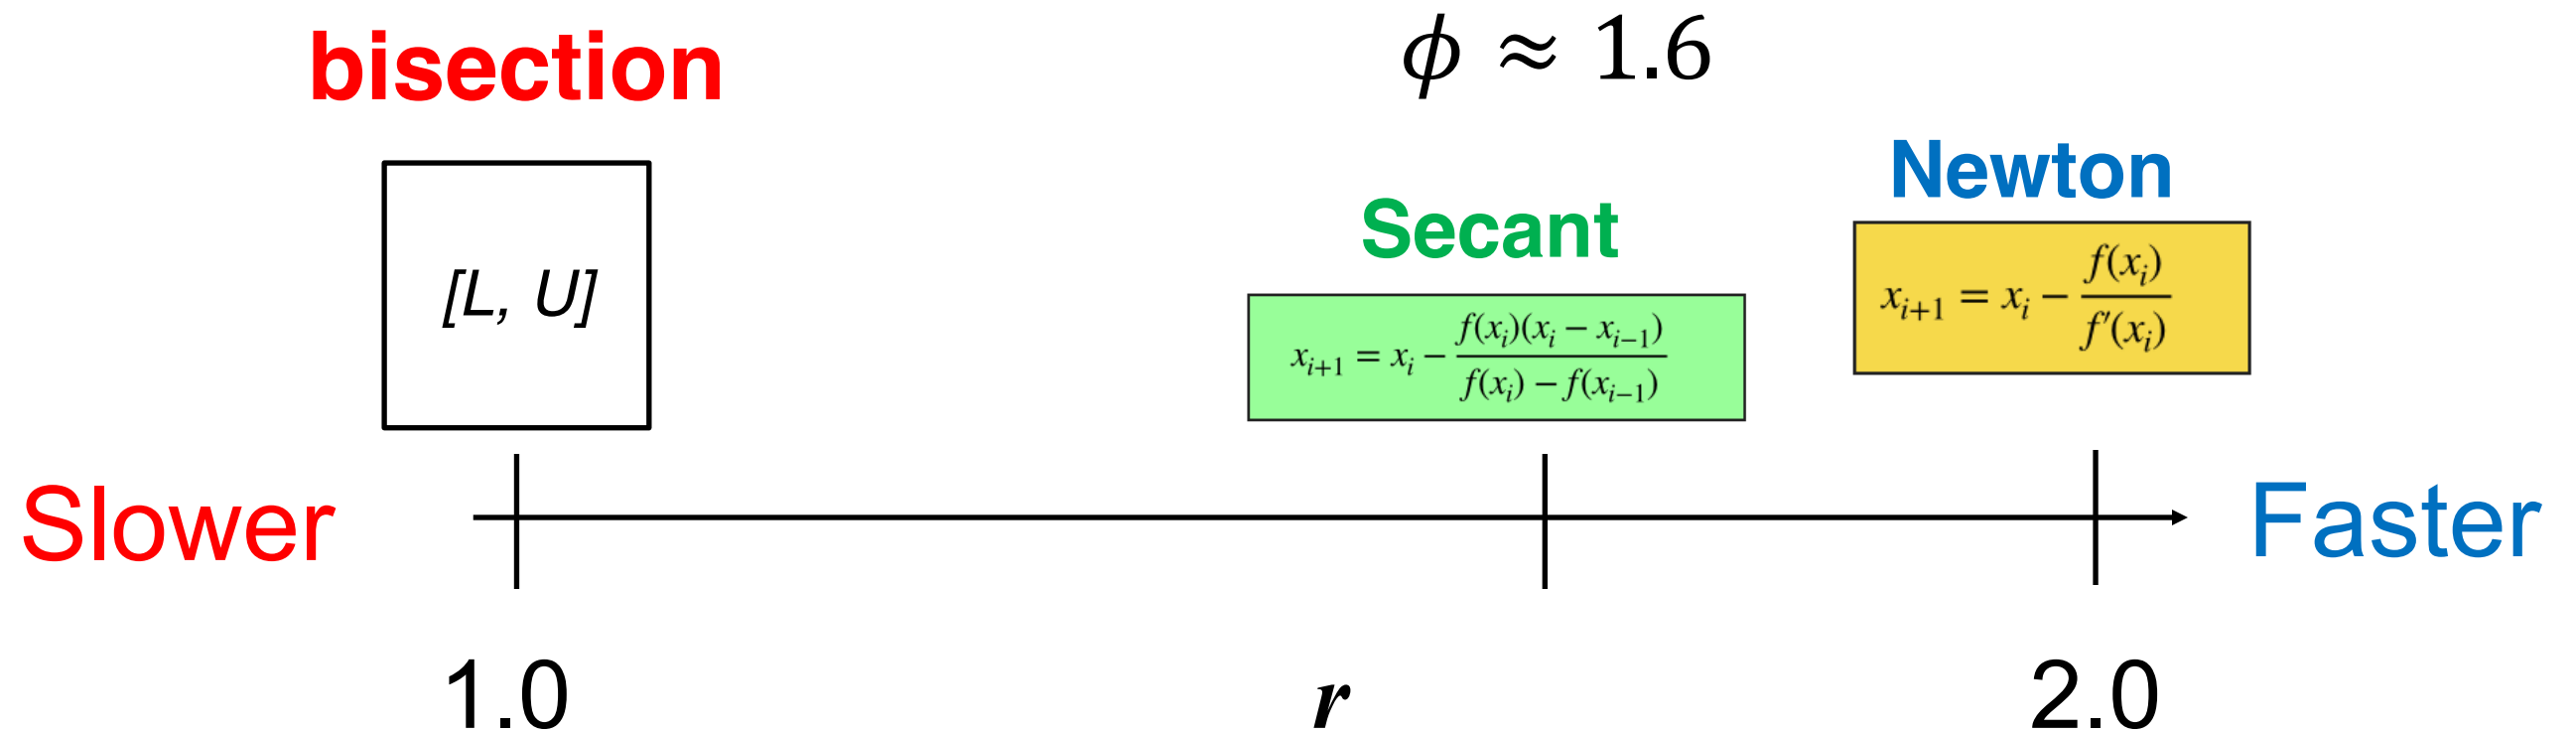 bisection
ϕ ≈ 1.6
Newton
Secant
[L, U]
x_{i+1} = x_i − f(x_i) / f′(x_i)
x_{i+1} = x_i − f(x_i)(x_i − x_{i−1}) / f(x_i) − f(x_{i−1})
Slower
Faster
1.0
r
2.0